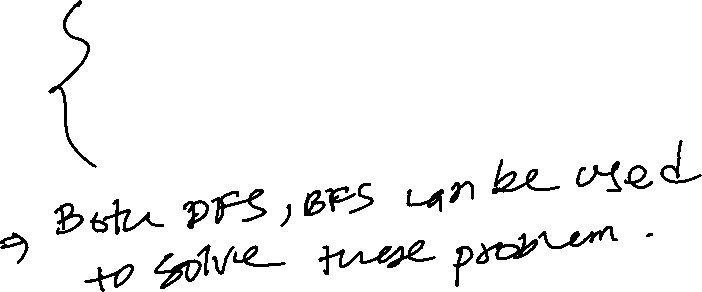 {
⇒ Both DFS, BFS can be used
to solve these problem.